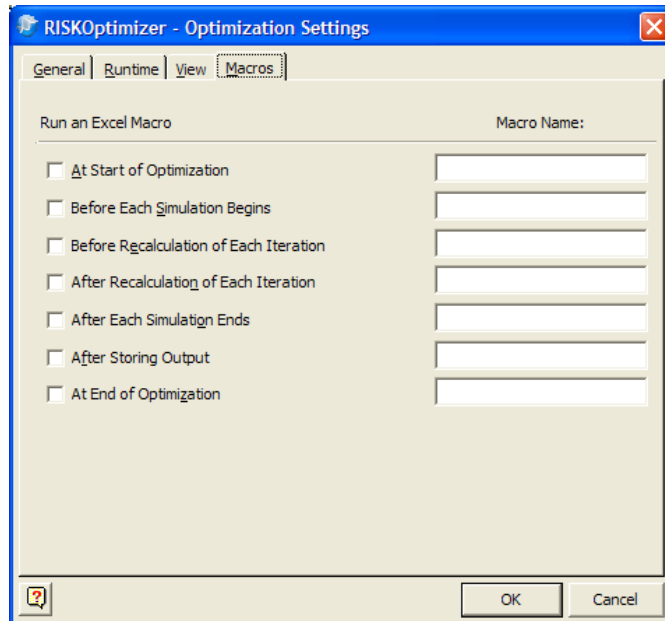 RISKOptimizer - Optimization Settings
General Runtime View Macros
Run an Excel Macro Macro Name:
At Start of Optimization
Before Each Simulation Begins
Before Recalculation of Each Iteration
After Recalculation of Each Iteration
After Each Simulation Ends
After Storing Output
At End of Optimization
? OK Cancel